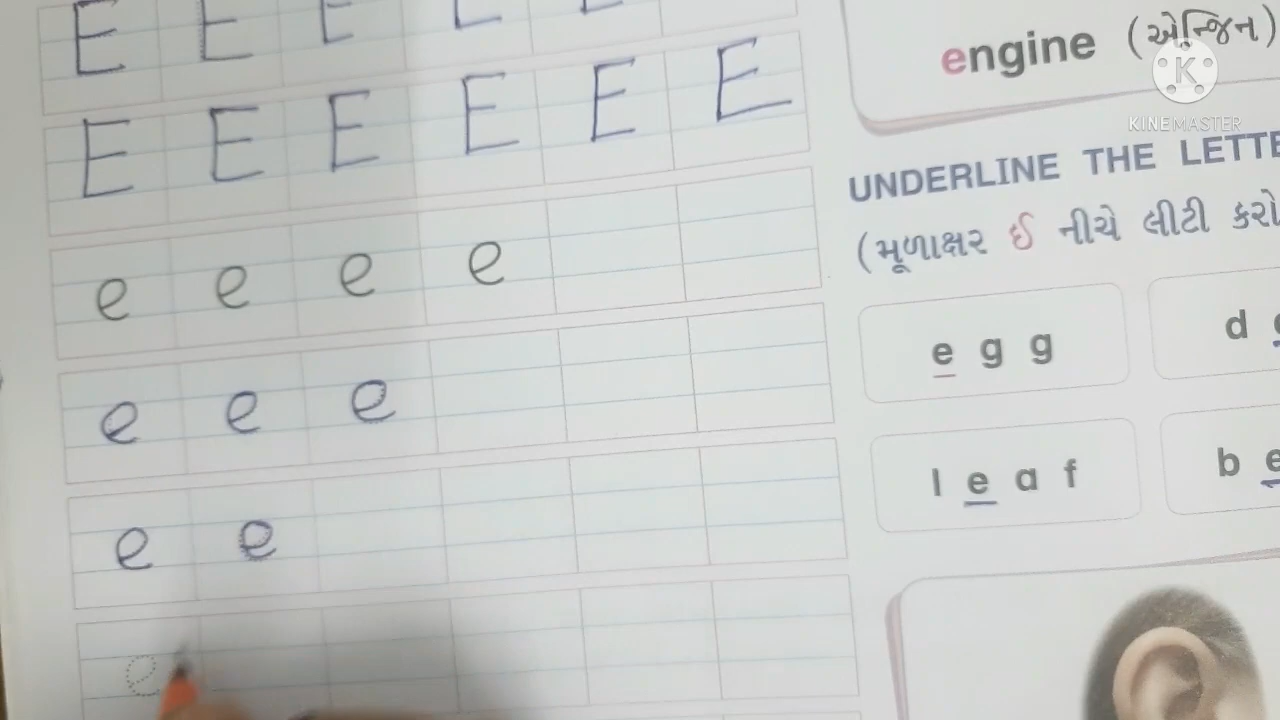 E E E E E
E E E E E E
e e e e
e e e
e e
e
engine (એન્જિન)
KINEMASTER
UNDERLINE THE LETTE
(મૂળાક્ષર ઈ નીચે લીટી કરો
e g g
d e
l e a f
b e